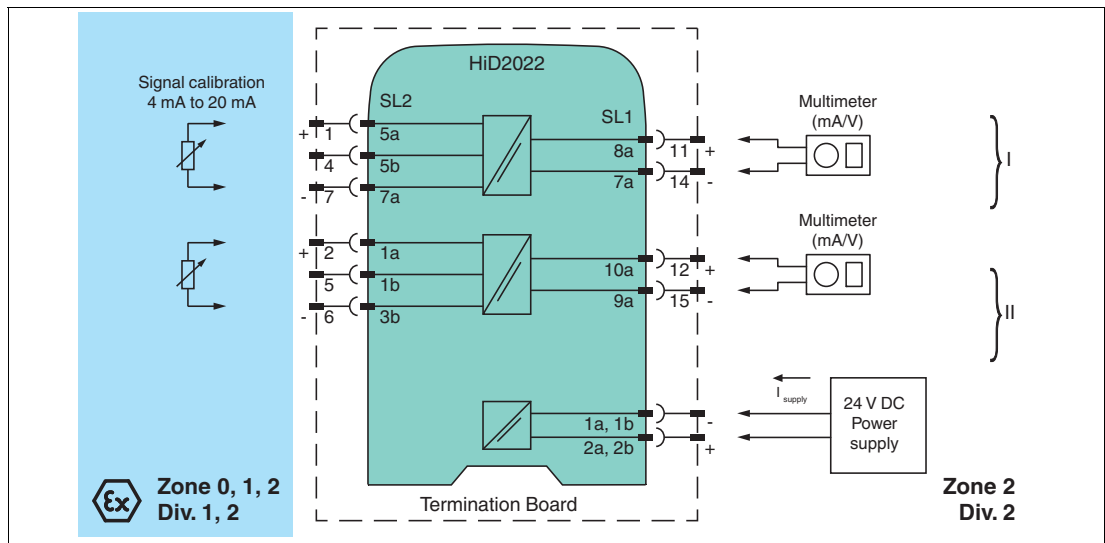 HiD2022
Signal calibration
4 mA to 20 mA
SL2
SL1
Multimeter
(mA/V)
+ 1 5a
4 5b
- 7 7a
8a 11 +
7a 14 -
I
+ 2 1a
5 1b
- 6 3b
Multimeter
(mA/V)
10a 12 +
9a 15 -
II
I supply
24 V DC
Power
supply
1a, 1b -
2a, 2b +
Ex
Zone 0, 1, 2
Div. 1, 2
Termination Board
Zone 2
Div. 2